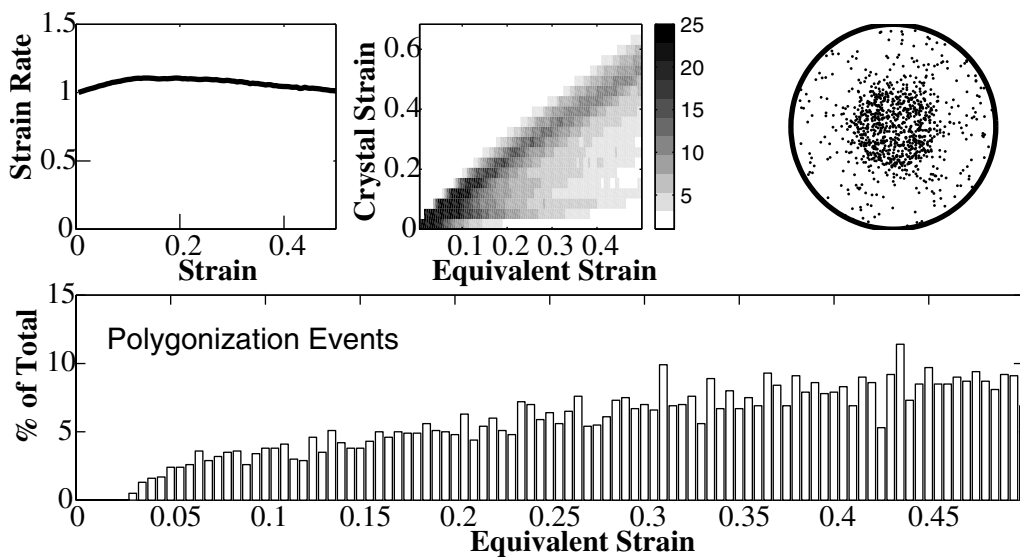 1.5
1
0.5
0
Strain Rate
0 0.2 0.4
Strain
0.6
0.4
0.2
0
Crystal Strain
0.1 0.2 0.3 0.4
Equivalent Strain
25
20
15
10
5
15
10
5
0
% of Total
Polygonization Events
0 0.05 0.1 0.15 0.2 0.25 0.3 0.35 0.4 0.45
Equivalent Strain